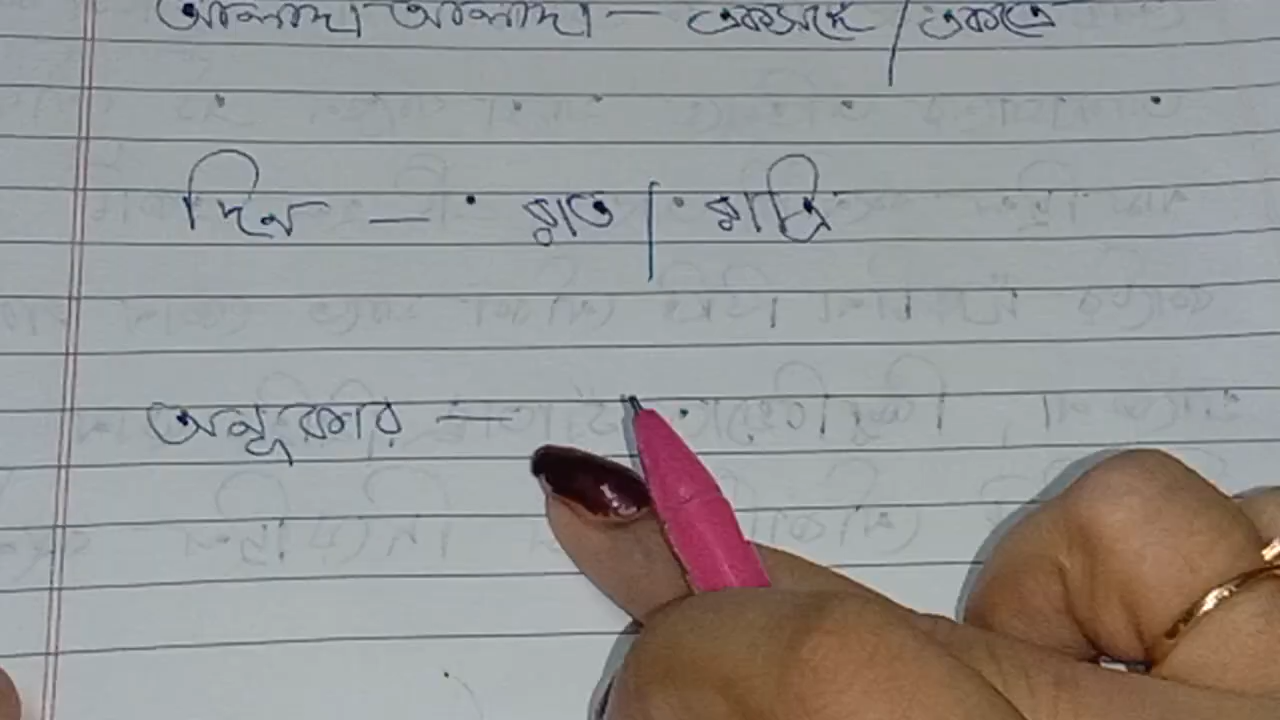 আলাদা আলাদা — একসঙ্গে / একত্রে
দিন — রাত / রাত্রি
অন্ধকার —